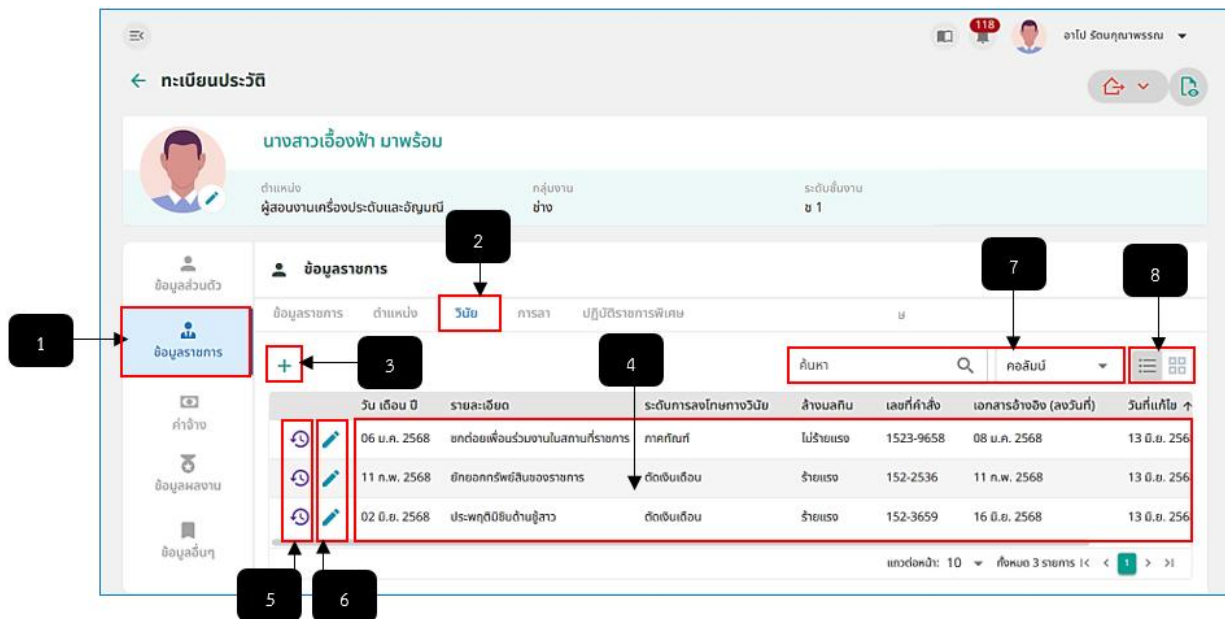 118
อาโป รัตนกุณาพรรณ
ทะเบียนประวัติ
นางสาวเอื้องฟ้า มาพร้อม
ตำแหน่ง กลุ่มงาน ระดับชั้นงาน
ผู้สอนงานเครื่องประดับและอัญมณี ช่าง ช 1
2
7
8
ข้อมูลส่วนตัว
ข้อมูลราชการ
ข้อมูลราชการ ตำแหน่ง วินัย การลา ปฏิบัติราชการพิเศษ ษ
1
ข้อมูลราชการ
3
4
ค้นหา คอลัมน์
วัน เดือน ปี รายละเอียด ระดับการลงโทษทางวินัย ล้างมลทิน เลขที่คำสั่ง เอกสารอ้างอิง (ลงวันที่) วันที่แก้ไข
ค่าจ้าง
06 ม.ค. 2568 ชกต่อยเพื่อนร่วมงานในสถานที่ราชการ ภาคทัณฑ์ ไม่ร้ายแรง 1523-9658 08 ม.ค. 2568 13 มิ.ย. 256
ข้อมูลผลงาน
11 ก.พ. 2568 ยักยอกทรัพย์สินของราชการ ตัดเงินเดือน ร้ายแรง 152-2536 11 ก.พ. 2568 13 มิ.ย. 256
02 มิ.ย. 2568 ประพฤติมิชิบด้านชู้สาว ตัดเงินเดือน ร้ายแรง 152-3659 16 มิ.ย. 2568 13 มิ.ย. 256
ข้อมูลอื่นๆ
แถวต่อหน้า: 10 ทั้งหมด 3 รายการ 1
5
6